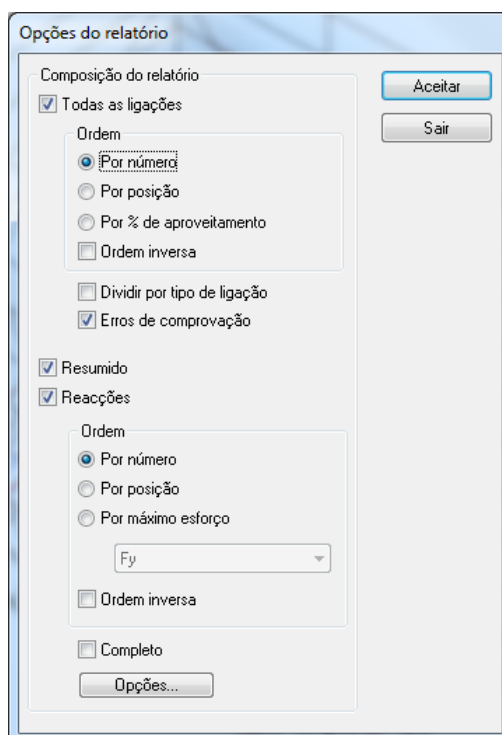 Opções do relatório
Composição do relatório
Aceitar
Todas as ligações
Sair
Ordem
Por número
Por posição
Por % de aproveitamento
Ordem inversa
Dividir por tipo de ligação
Erros de comprovação
Resumido
Reacções
Ordem
Por número
Por posição
Por máximo esforço
Fy
Ordem inversa
Completo
Opções...